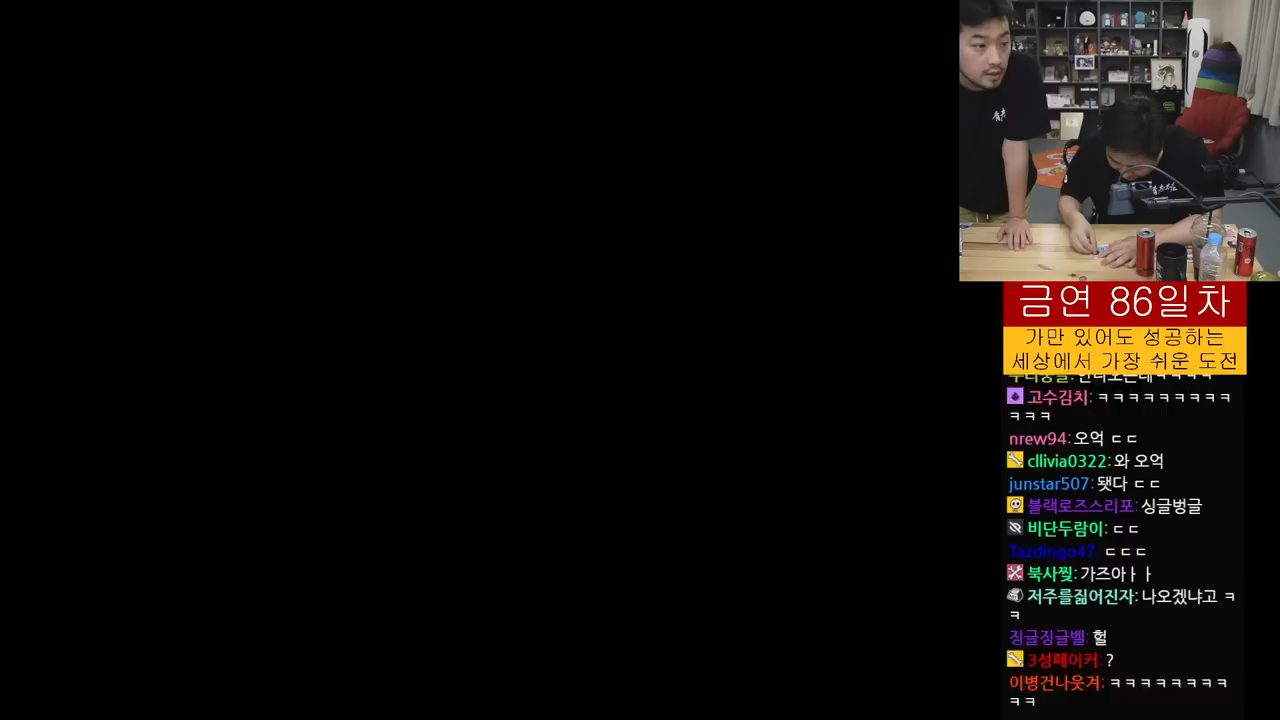 금연 86일차
가만 있어도 성공하는
세상에서 가장 쉬운 도전
고수김치: ㅋㅋㅋㅋㅋㅋㅋㅋㅋ
ㅋㅋㅋ
nrew94: 오억 ㄷㄷ
cllivia0322: 와 오억
junstar507: 됏다 ㄷㄷ
블랙로즈스리포: 싱글벙글
비단두람이: ㄷㄷ
Tazdingo47: ㄷㄷㄷ
북사찢: 가즈아ㅏㅏ
저주를짊어진자: 나오겠냐고 ㅋ
ㅋ
징글징글벨: 헐
3성페이커: ?
이병건나웃겨: ㅋㅋㅋㅋㅋㅋㅋㅋ
ㅋㅋ